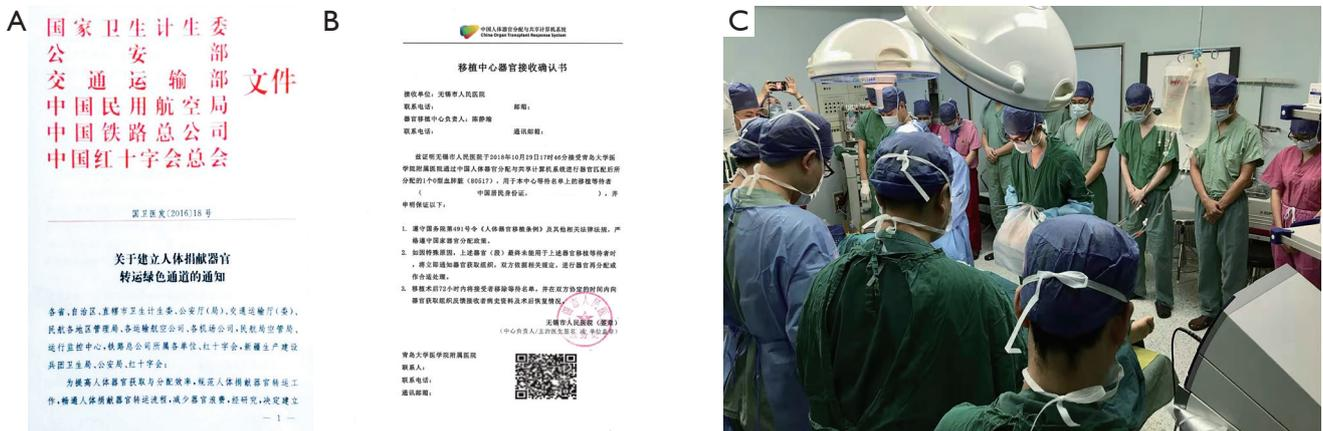 A
国家卫生计生委
公安部
交通运输部
中国民用航空局
中国铁路总公司
中国红十字会总会
文件
国卫医发〔2016〕18号
关于建立人体捐献器官
转运绿色通道的通知
各省、自治区、直辖市卫生计生委、公安厅(局)、交通运输厅(委)、
民航各地区管理局、各运输航空公司、各机场公司、民航局空管局、
运行监控中心,铁路总公司所属各单位、红十字会,新疆生产建设
兵团卫生局、公安局、红十字会:
为提高人体器官获取与分配效率,规范人体捐献器官转运工
作,畅通人体捐献器官转运流程,减少器官浪费,经研究,决定建立
— 1 —
B
中国人体器官分配与共享计算机系统
China Organ Transplant Response System
移植中心器官接收确认书
接收单位: 无锡市人民医院
联系电话: 邮箱:
器官移植中心负责人: 陈静瑜
联系电话: 通讯邮箱:
兹证明无锡市人民医院于2018年10月29日17时46分接受青岛大学医
学院附属医院通过中国人体器官分配与共享计算机系统进行器官匹配后所
分配的1个O型血肺脏(80517),用于本中心等待名单上的移植等待者
( 中国居民身份证, ),并
申明保证以下:
1. 遵守国务院第491号令《人体器官移植条例》及其他相关法律法规,严
格遵守国家器官分配政策。
2. 如因特殊原因,上述器官(段)最终未能用于上述器官移植等待者时
,将立即通知器官获取组织,双方依据相关规定,进行器官再分配或
作合适处理。
3. 移植术后72小时内将接受者移除等待名单,并在双方协定的时间内向
器官获取组织反馈接受者病史资料及术后恢复情况。
无锡市人民医院(签章)
(中心负责人/主治医生签名 或 单位盖章)
青岛大学医学院附属医院
联系人:
联系电话:
通讯邮箱:
C